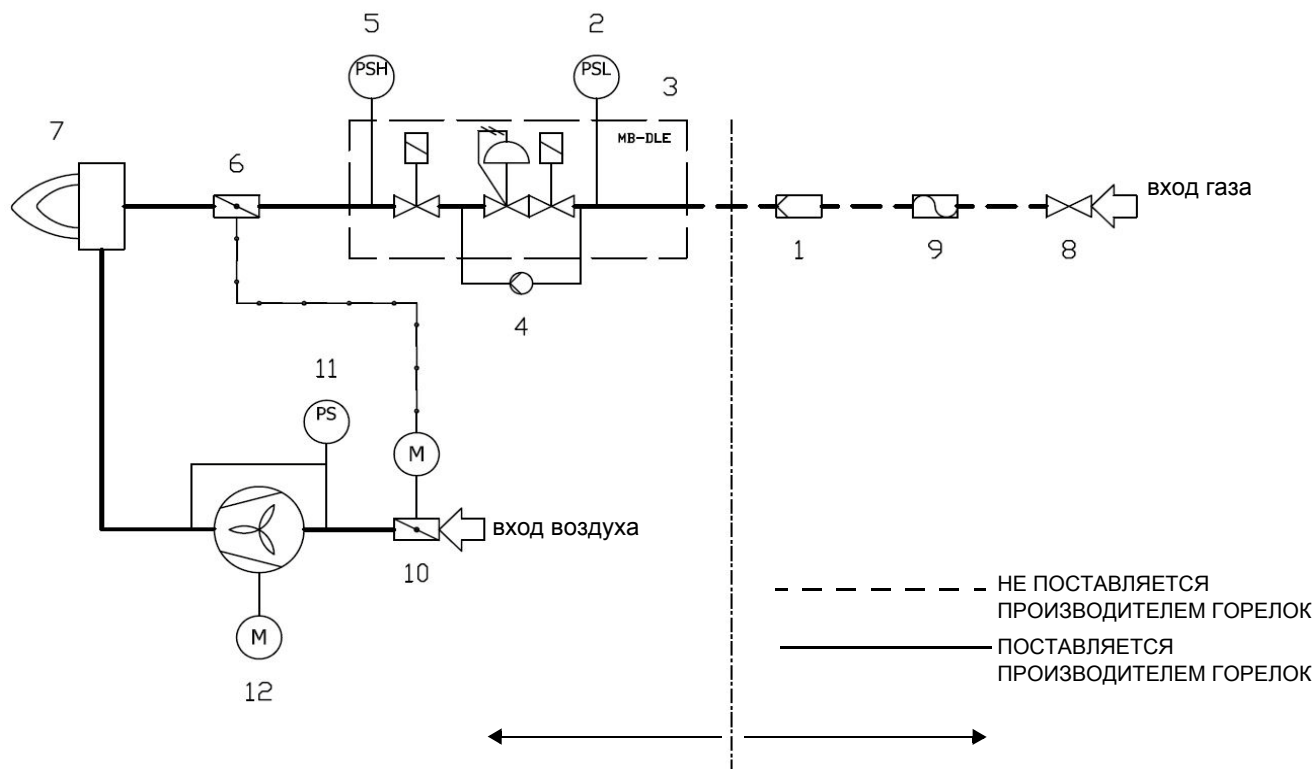 5
2
PSH
PSL
3
7
MB-DLE
6
вход газа
1
9
8
4
11
PS
M
вход воздуха
10
M
12
НЕ ПОСТАВЛЯЕТСЯ
ПРОИЗВОДИТЕЛЕМ ГОРЕЛОК
ПОСТАВЛЯЕТСЯ
ПРОИЗВОДИТЕЛЕМ ГОРЕЛОК